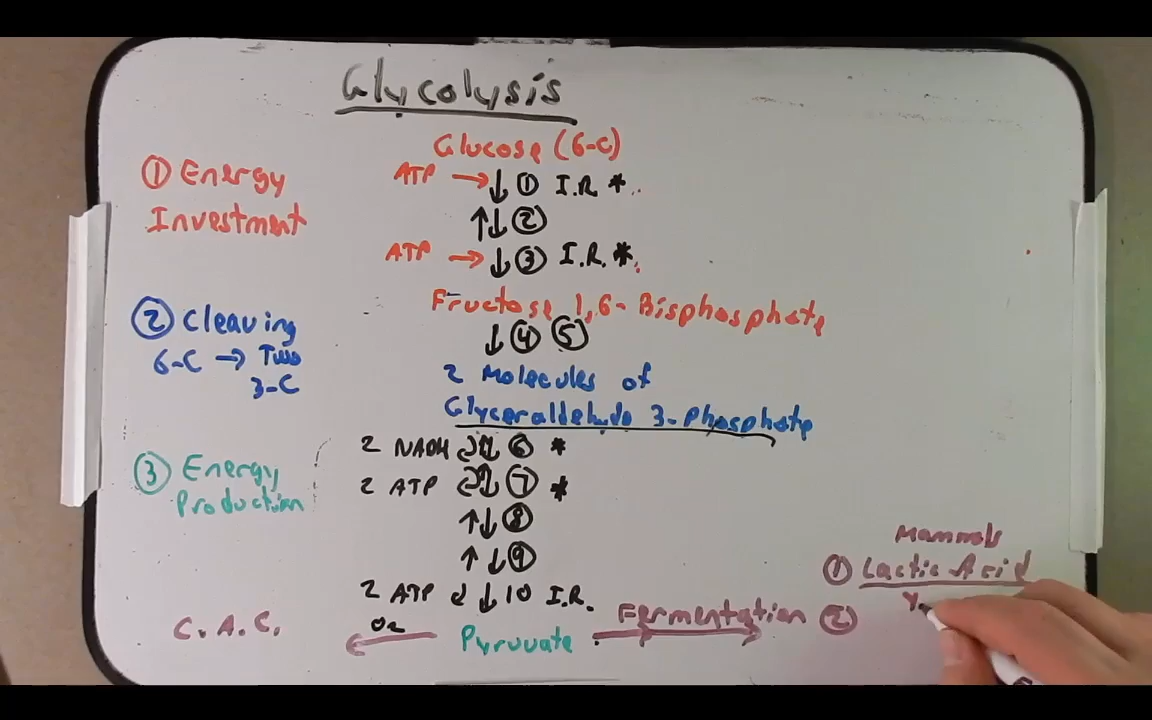 Glycolysis
Glucose (6-C)
① Energy
Investment
ATP → ↓ ① I.R *
↑↓ ②
ATP → ↓ ③ I.R. *
Fructose 1,6-Bisphosphate
② Cleaving
6-C → Two
3-C
↓ ④ ⑤
2 Molecules of
Glyceraldehyde 3-Phosphate
③ Energy
Production
2 NADH ↑↓ ⑥ *
2 ATP ↑↓ ⑦ *
↑↓ ⑧
↑↓ ⑨
2 ATP ↓ 10 I.R.
C.A.C.
O2
Pyruvate
Fermentation
Mammals
① Lactic Acid
②